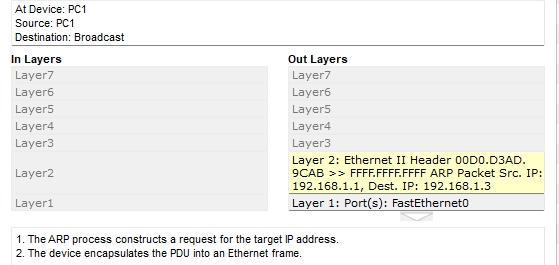 At Device: PC1
Source: PC1
Destination: Broadcast
In Layers
Out Layers
Layer7
Layer7
Layer6
Layer6
Layer5
Layer5
Layer4
Layer4
Layer3
Layer3
Layer2
Layer 2: Ethernet II Header 00D0.D3AD.
9CAB >> FFFF.FFFF.FFFF ARP Packet Src. IP:
192.168.1.1, Dest. IP: 192.168.1.3
Layer1
Layer 1: Port(s): FastEthernet0
1. The ARP process constructs a request for the target IP address.
2. The device encapsulates the PDU into an Ethernet frame.